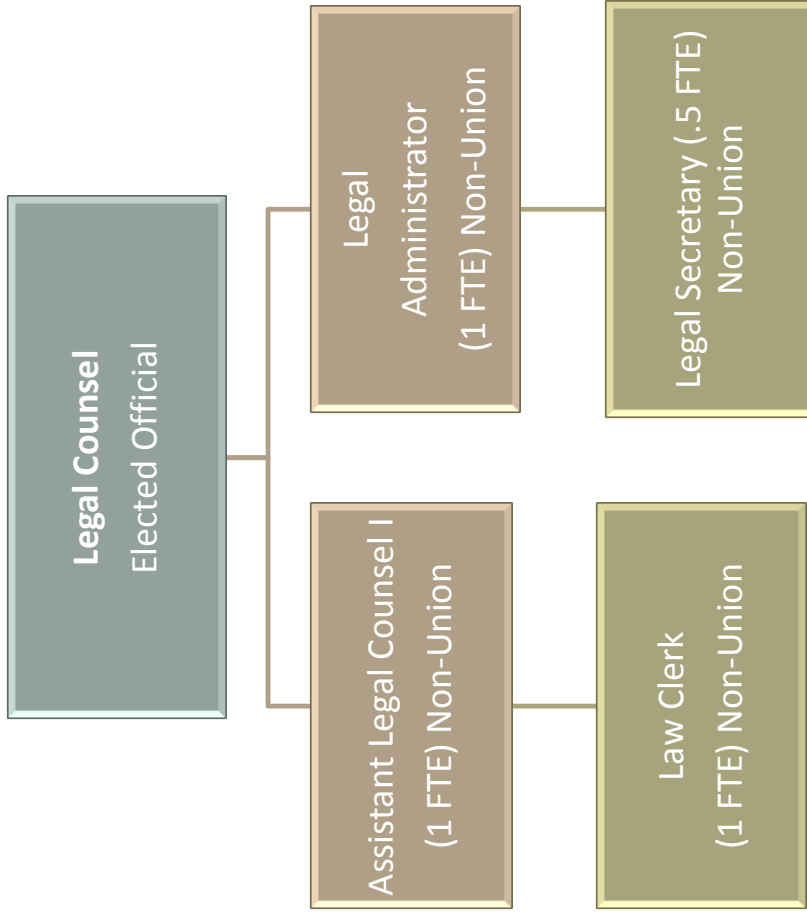 Legal Counsel
Elected Official
Assistant Legal Counsel I
(1 FTE) Non-Union
Legal
Administrator
(1 FTE) Non-Union
Law Clerk
(1 FTE) Non-Union
Legal Secretary (.5 FTE)
Non-Union